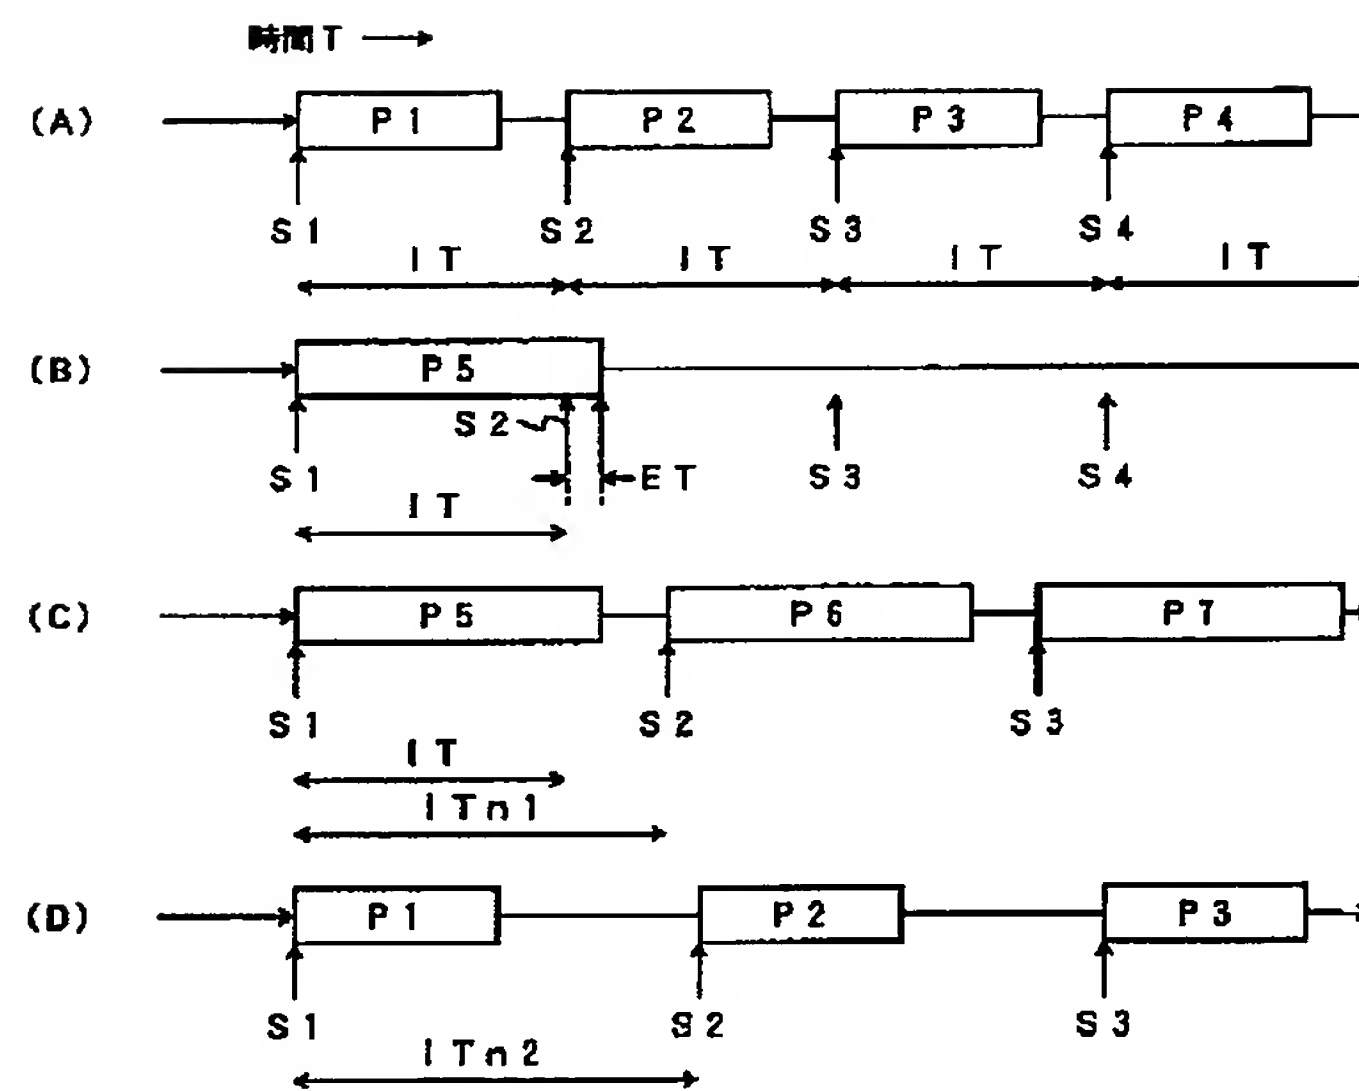 時間T
(A) P1 P2 P3 P4
S1 S2 S3 S4
IT IT IT IT
(B) P5
S2
S1 ET S3 S4
IT
(C) P5 P6 P7
S1 S2 S3
IT
ITn1
(D) P1 P2 P3
S1 S2 S3
ITn2